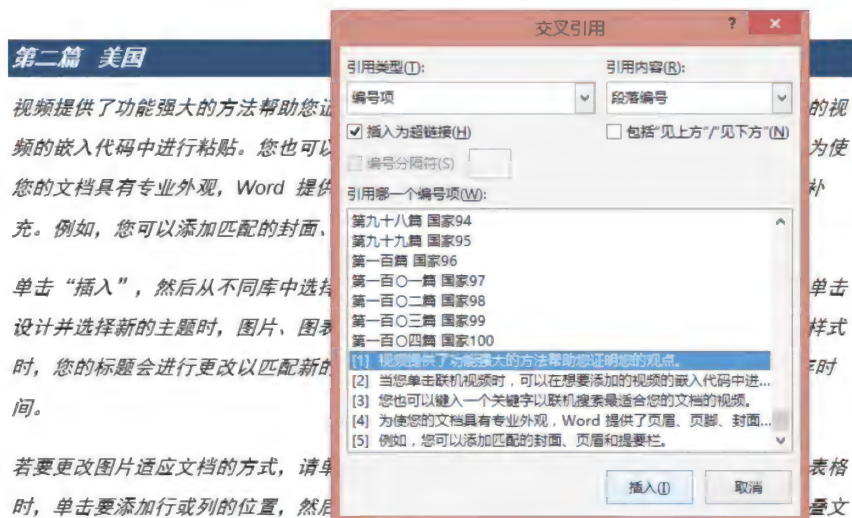 交叉引用
?
×
第二篇 美国
引用类型(T):
引用内容(R):
编号项
段落编号
插入为超链接(H)
包括"见上方"/"见下方"(N)
编号分隔符(S)
引用哪一个编号项(W):
第九十八篇 国家94
第九十九篇 国家95
第一百篇 国家96
第一百〇一篇 国家97
第一百〇二篇 国家98
第一百〇三篇 国家99
第一百〇四篇 国家100
[1] 视频提供了功能强大的方法帮助您证明您的观点。
[2] 当您单击联机视频时，可以在想要添加的视频的嵌入代码中进...
[3] 您也可以键入一个关键字以联机搜索最适合您的文档的视频。
[4] 为使您的文档具有专业外观，Word 提供了页眉、页脚、封面...
[5] 例如，您可以添加匹配的封面、页眉和提要栏。
插入(I)
取消
视频提供了功能强大的方法帮助您证 的视
频的嵌入代码中进行粘贴。您也可以 为使
您的文档具有专业外观，Word 提供 补
充。例如，您可以添加匹配的封面、
单击“插入”，然后从不同库中选择 单击
设计并选择新的主题时，图片、图表 样式
时，您的标题会进行更改以匹配新的 时
间。
若要更改图片适应文档的方式，请单 表格
时，单击要添加行或列的位置，然后 叠文